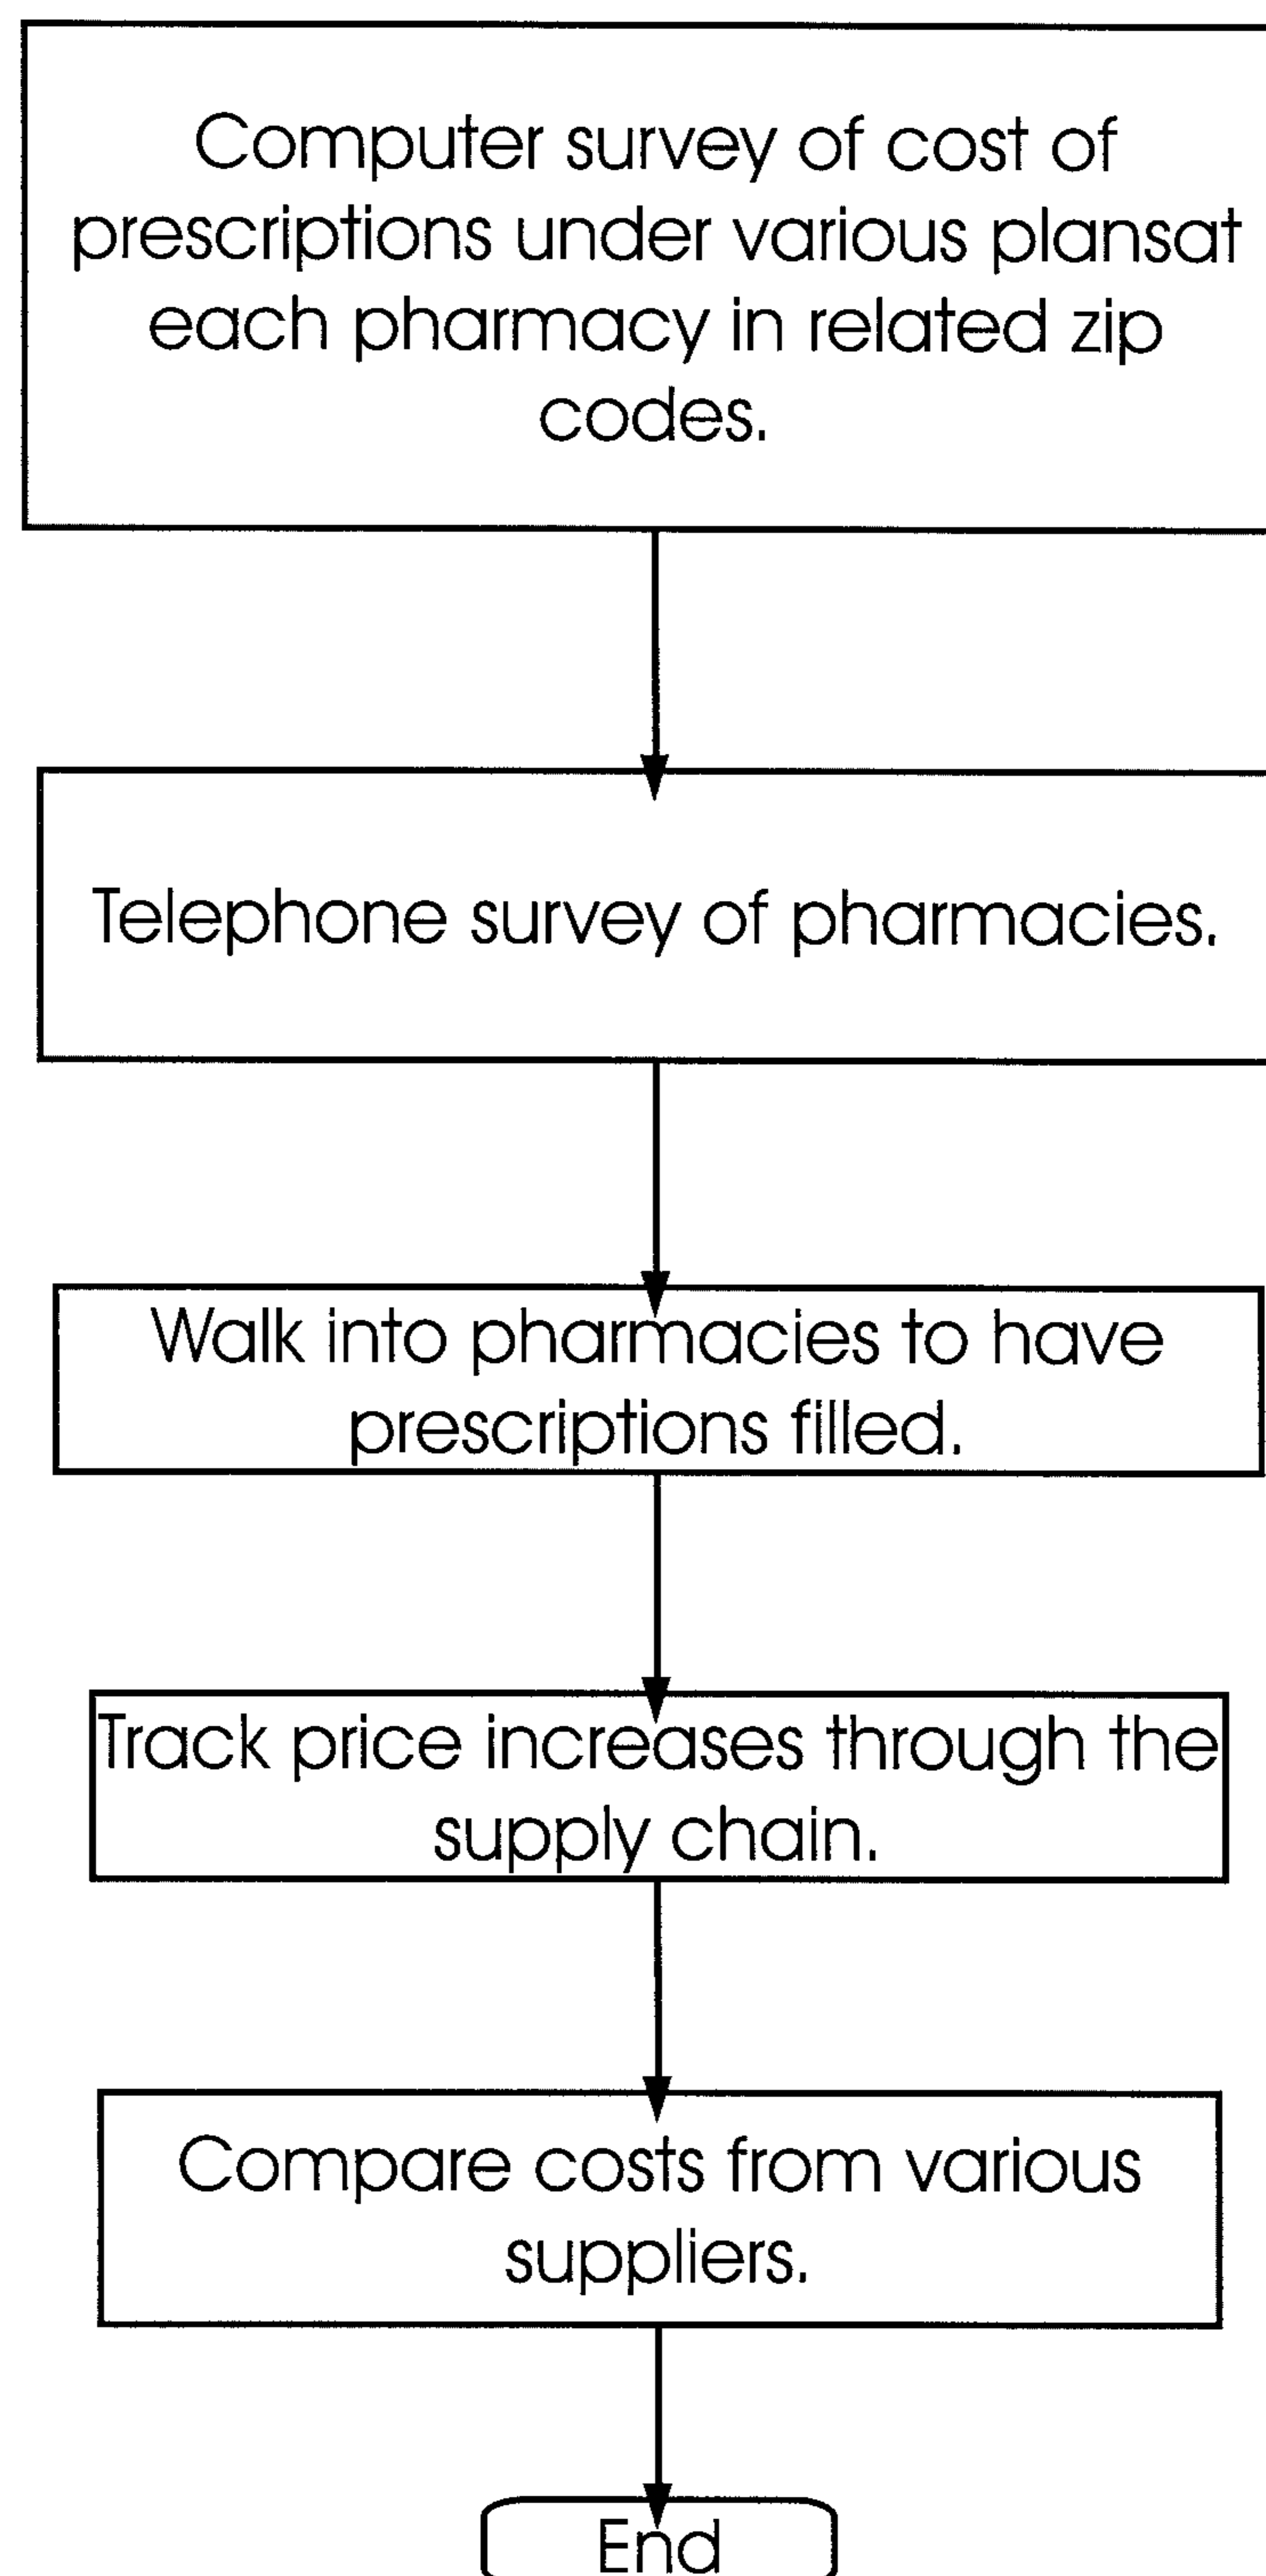 Computer survey of cost of
prescriptions under various plansat
each pharmacy in related zip
codes.
Telephone survey of pharmacies.
Walk into pharmacies to have
prescriptions filled.
Track price increases through the
supply chain.
Compare costs from various
suppliers.
End